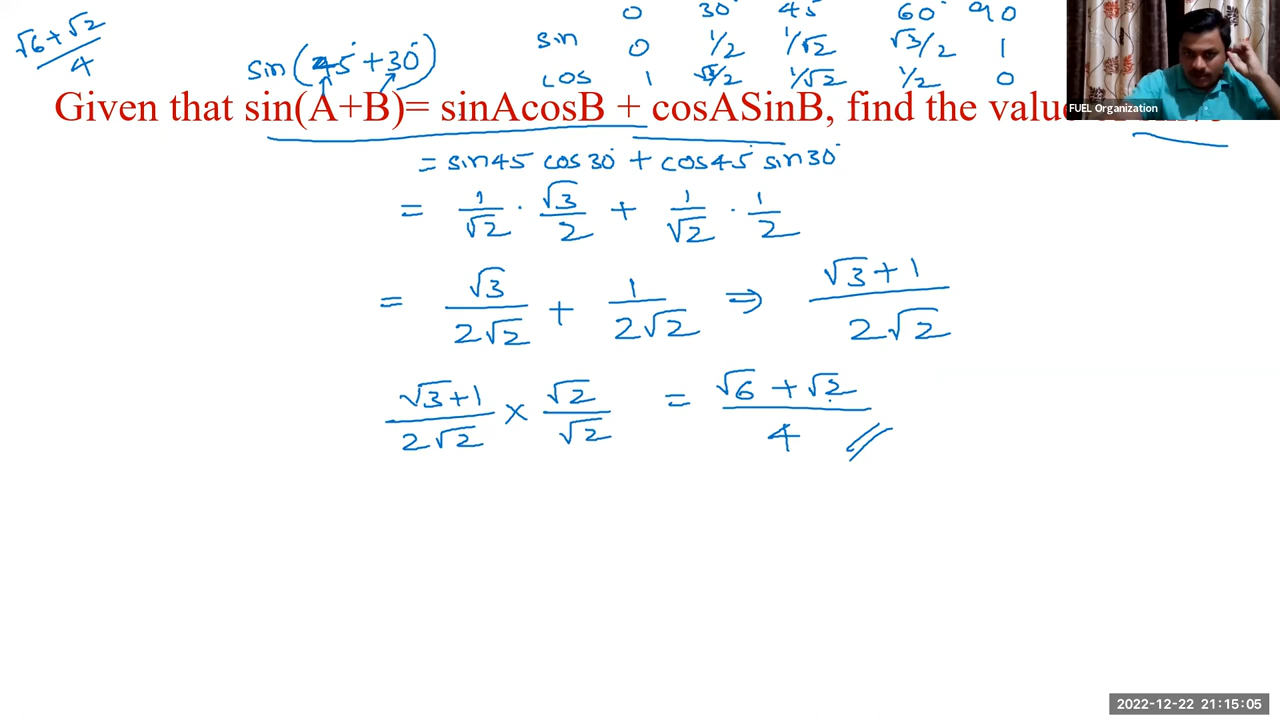 0 30° 45° 60° 90
sin 0 1/2 1/√2 √3/2 1
cos 1 √3/2 1/√2 1/2 0
(√6+√2)/4
sin(45°+30°)
FUEL Organization
Given that sin(A+B)= sinAcosB + cosASinB, find the value
= sin45 cos30° + cos45° sin30°
= 1/√2 · √3/2 + 1/√2 · 1/2
= √3/(2√2) + 1/(2√2) ⇒ (√3+1)/(2√2)
(√3+1)/(2√2) × √2/√2 = (√6+√2)/4 //
2022-12-22 21:15:05